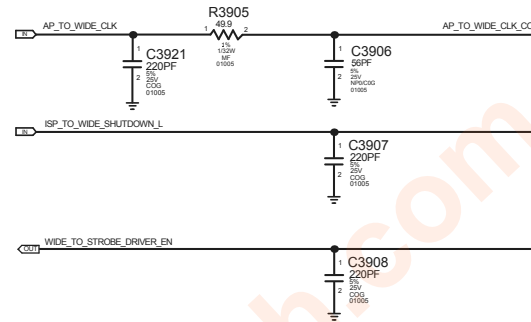 R3905
AP_TO_WIDE_CLK
49.9
AP_TO_WIDE_CLK_CO
IN
1
2
1%
1/32W
MF
01005
1
C3921
220PF
5%
25V
COG
01005
2
1
C3906
56PF
5%
25V
NP0/C0G
01005
2
ISP_TO_WIDE_SHUTDOWN_L
IN
1
C3907
220PF
5%
25V
COG
01005
2
WIDE_TO_STROBE_DRIVER_EN
OUT
1
C3908
220PF
5%
25V
COG
01005
2
h.com